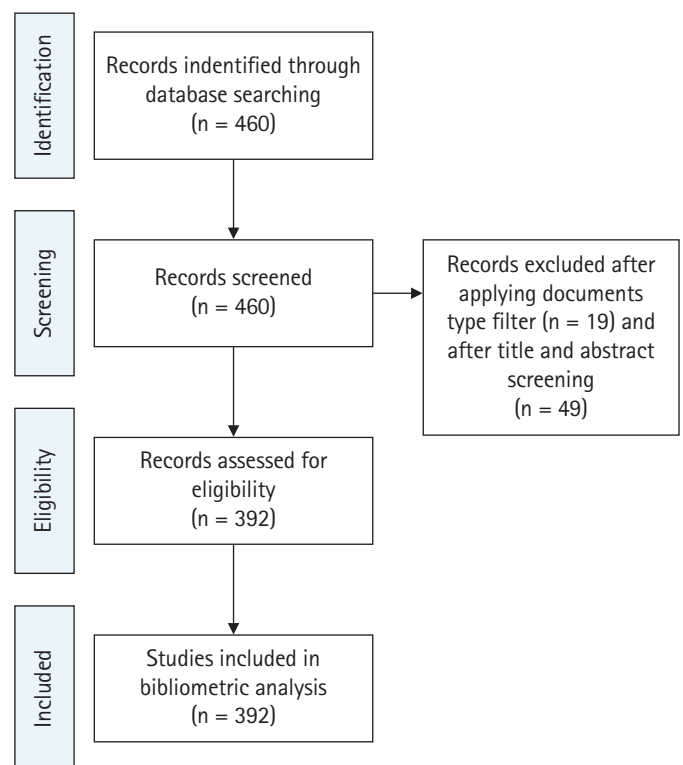 Identification
Records indentified through
database searching
(n = 460)
Screening
Records screened
(n = 460)
Records excluded after
applying documents
type filter (n = 19) and
after title and abstract
screening
(n = 49)
Eligibility
Records assessed for
eligibility
(n = 392)
Included
Studies included in
bibliometric analysis
(n = 392)